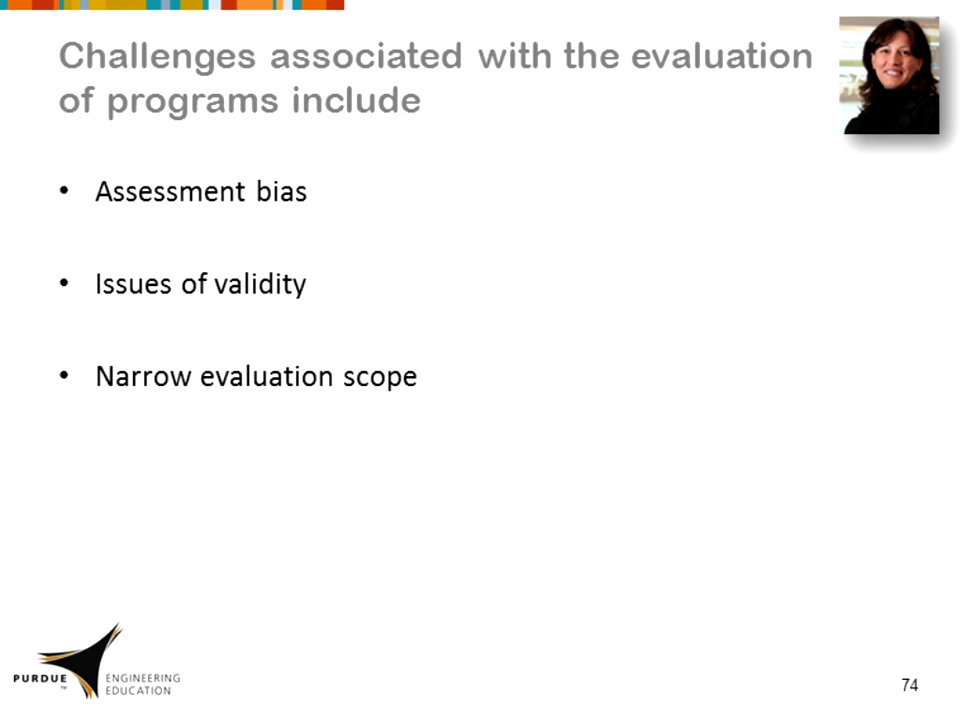 Challenges associated with the evaluation
of programs include
• Assessment bias
• Issues of validity
• Narrow evaluation scope
PURDUE
TM
ENGINEERING
EDUCATION
74